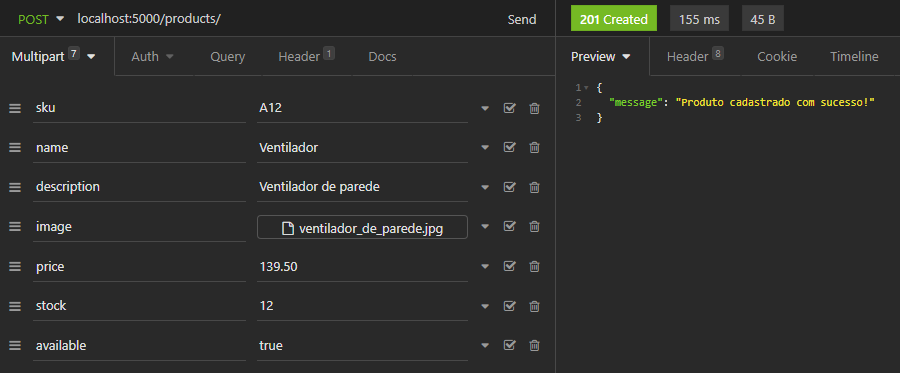 POST localhost:5000/products/ Send
201 Created 155 ms 45 B
Multipart 7 Auth Query Header 1 Docs
Preview Header 8 Cookie Timeline
sku A12
name Ventilador
description Ventilador de parede
image ventilador_de_parede.jpg
price 139.50
stock 12
available true
1 {
2 "message": "Produto cadastrado com sucesso!"
3 }